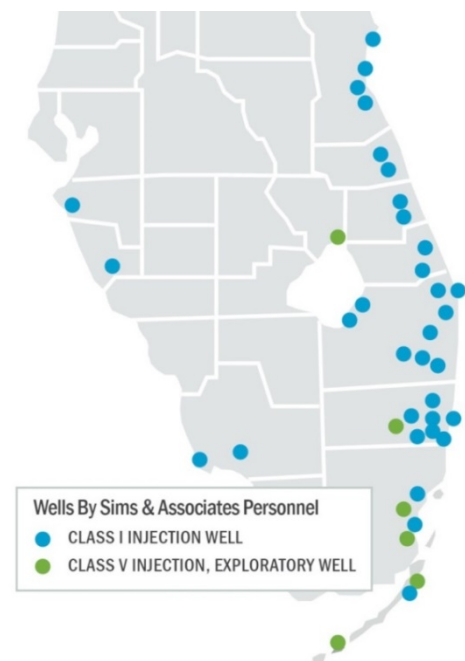 Wells By Sims & Associates Personnel
CLASS I INJECTION WELL
CLASS V INJECTION, EXPLORATORY WELL